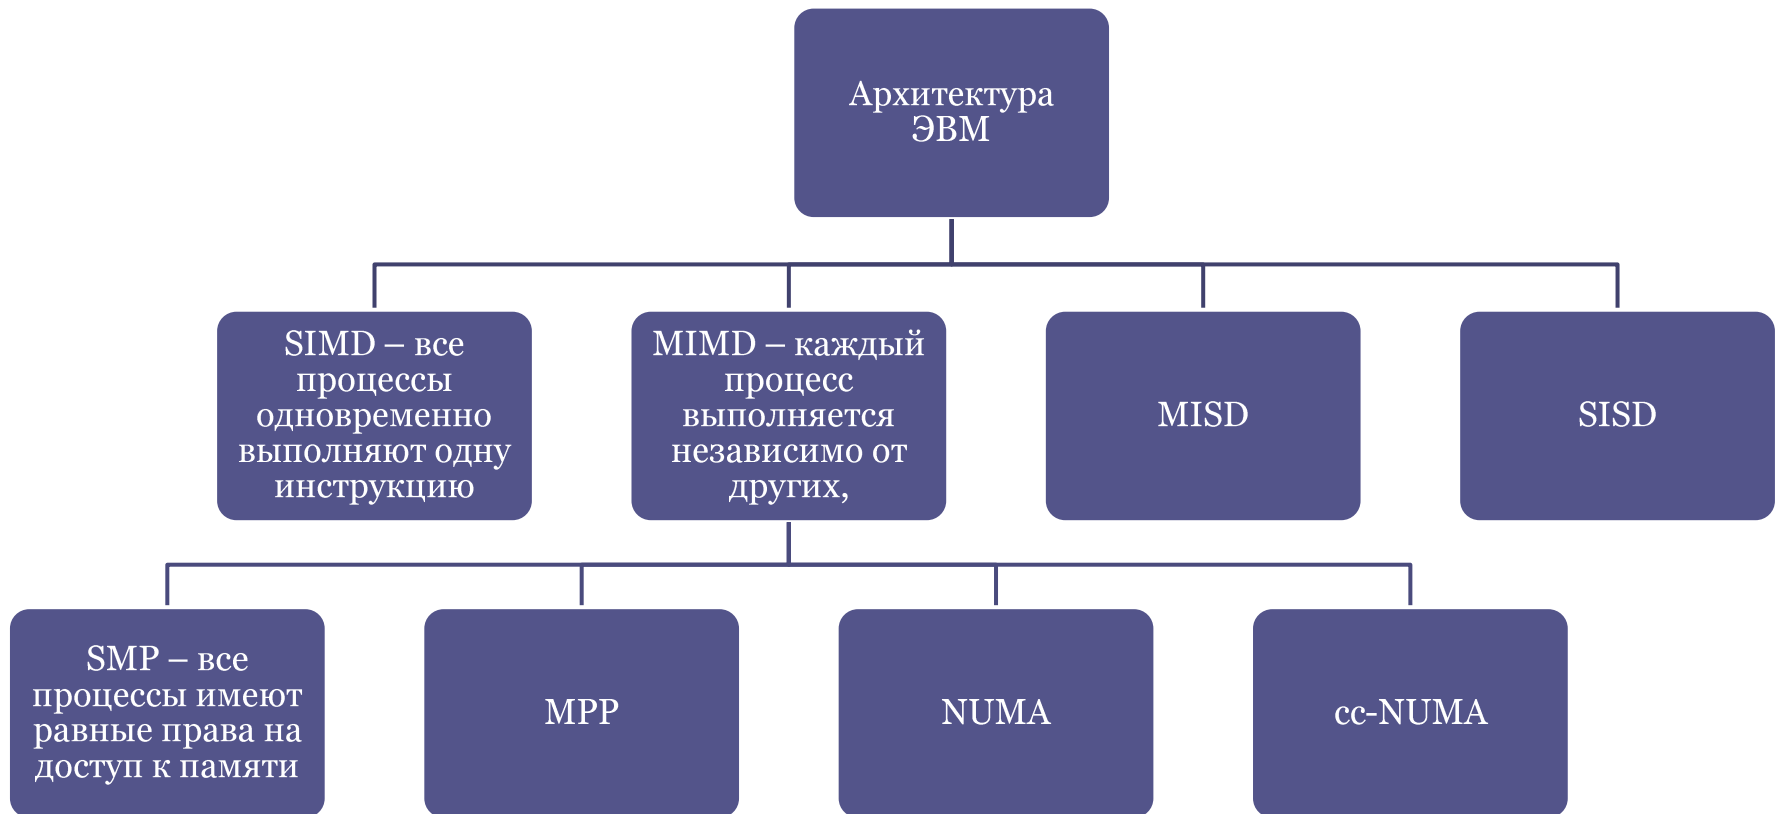 Архитектура
ЭВМ
SIMD – все
процессы
одновременно
выполняют одну
инструкцию
MIMD – каждый
процесс
выполняется
независимо от
других,
MISD
SISD
SMP – все
процессы имеют
равные права на
доступ к памяти
MPP
NUMA
cc-NUMA